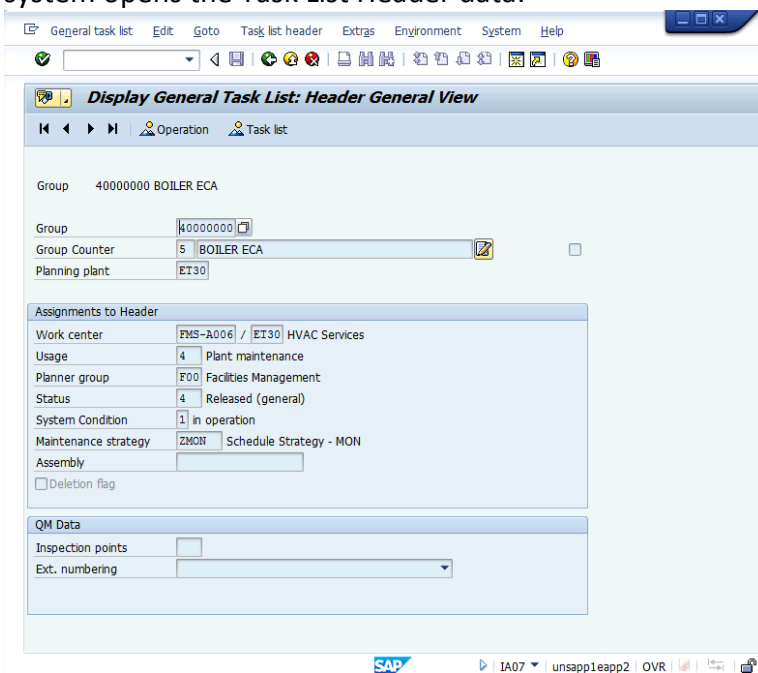 system opens the Task List Header data.
General task list Edit Goto Task list header Extras Environment System Help
Display General Task List: Header General View
Operation Task list
Group 40000000 BOILER ECA
Group 40000000
Group Counter 5 BOILER ECA
Planning plant ET30
Assignments to Header
Work center FMS-A006 / ET30 HVAC Services
Usage 4 Plant maintenance
Planner group F00 Facilities Management
Status 4 Released (general)
System Condition 1 in operation
Maintenance strategy ZMON Schedule Strategy - MON
Assembly
Deletion flag
QM Data
Inspection points
Ext. numbering
SAP IA07 unsapp1eapp2 OVR